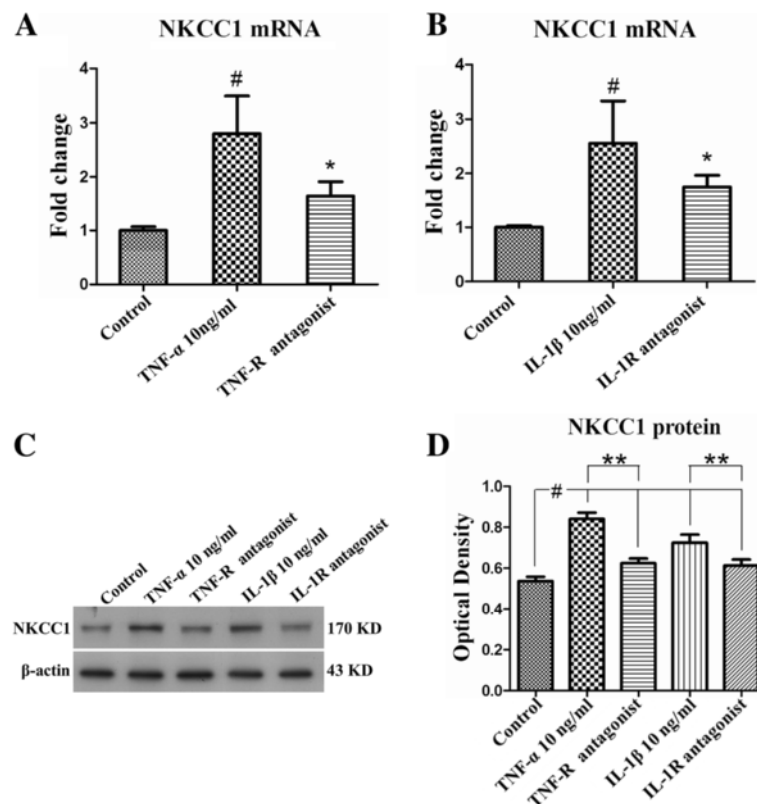 A
NKCC1 mRNA
#
*
Fold change
4
3
2
1
0
Control
TNF-α 10ng/ml
TNF-R antagonist
B
NKCC1 mRNA
#
*
Fold change
4
3
2
1
0
Control
IL-1β 10ng/ml
IL-1R antagonist
C
Control
TNF-α 10 ng/ml
TNF-R antagonist
IL-1β 10 ng/ml
IL-1R antagonist
NKCC1
170 KD
β-actin
43 KD
D
NKCC1 protein
**
**
#
Optical Density
1.0
0.8
0.6
0.4
0.2
0.0
Control
TNF-α 10 ng/ml
TNF-R antagonist
IL-1β 10 ng/ml
IL-1R antagonist